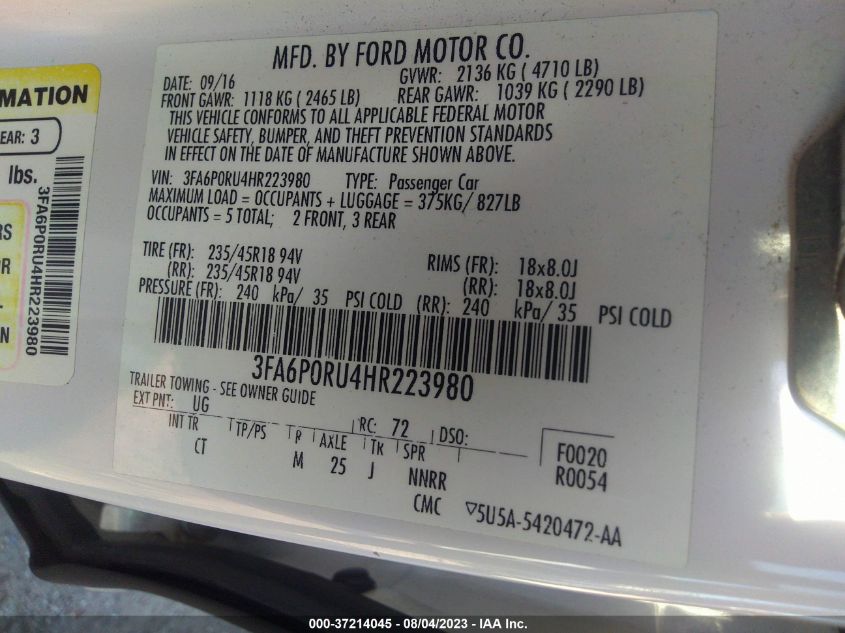 MFD. BY FORD MOTOR CO.
DATE: 09/16 GVWR: 2136 KG ( 4710 LB)
FRONT GAWR: 1118 KG ( 2465 LB) REAR GAWR: 1039 KG ( 2290 LB)
THIS VEHICLE CONFORMS TO ALL APPLICABLE FEDERAL MOTOR
VEHICLE SAFETY, BUMPER, AND THEFT PREVENTION STANDARDS
IN EFFECT ON THE DATE OF MANUFACTURE SHOWN ABOVE.
VIN: 3FA6P0RU4HR223980 TYPE: Passenger Car
MAXIMUM LOAD = OCCUPANTS + LUGGAGE = 375KG/ 827LB
OCCUPANTS = 5 TOTAL; 2 FRONT, 3 REAR
TIRE (FR): 235/45R18 94V RIMS (FR): 18x8.0J
(RR): 235/45R18 94V (RR): 18x8.0J
PRESSURE (FR): 240 kPa/ 35 PSI COLD (RR): 240 kPa/ 35 PSI COLD
3FA6P0RU4HR223980
TRAILER TOWING - SEE OWNER GUIDE
EXT PNT: UG RC: 72 DSO:
INT TR TP/PS R AXLE TK SPR
CT M 25 J NNRR
CMC
F0020
R0054
▽5U5A-5420472-AA
MATION
EAR: 3
lbs.
3FA6P0RU4HR223980
RS
OR
L
N
000-37214045 - 08/04/2023 - IAA Inc.